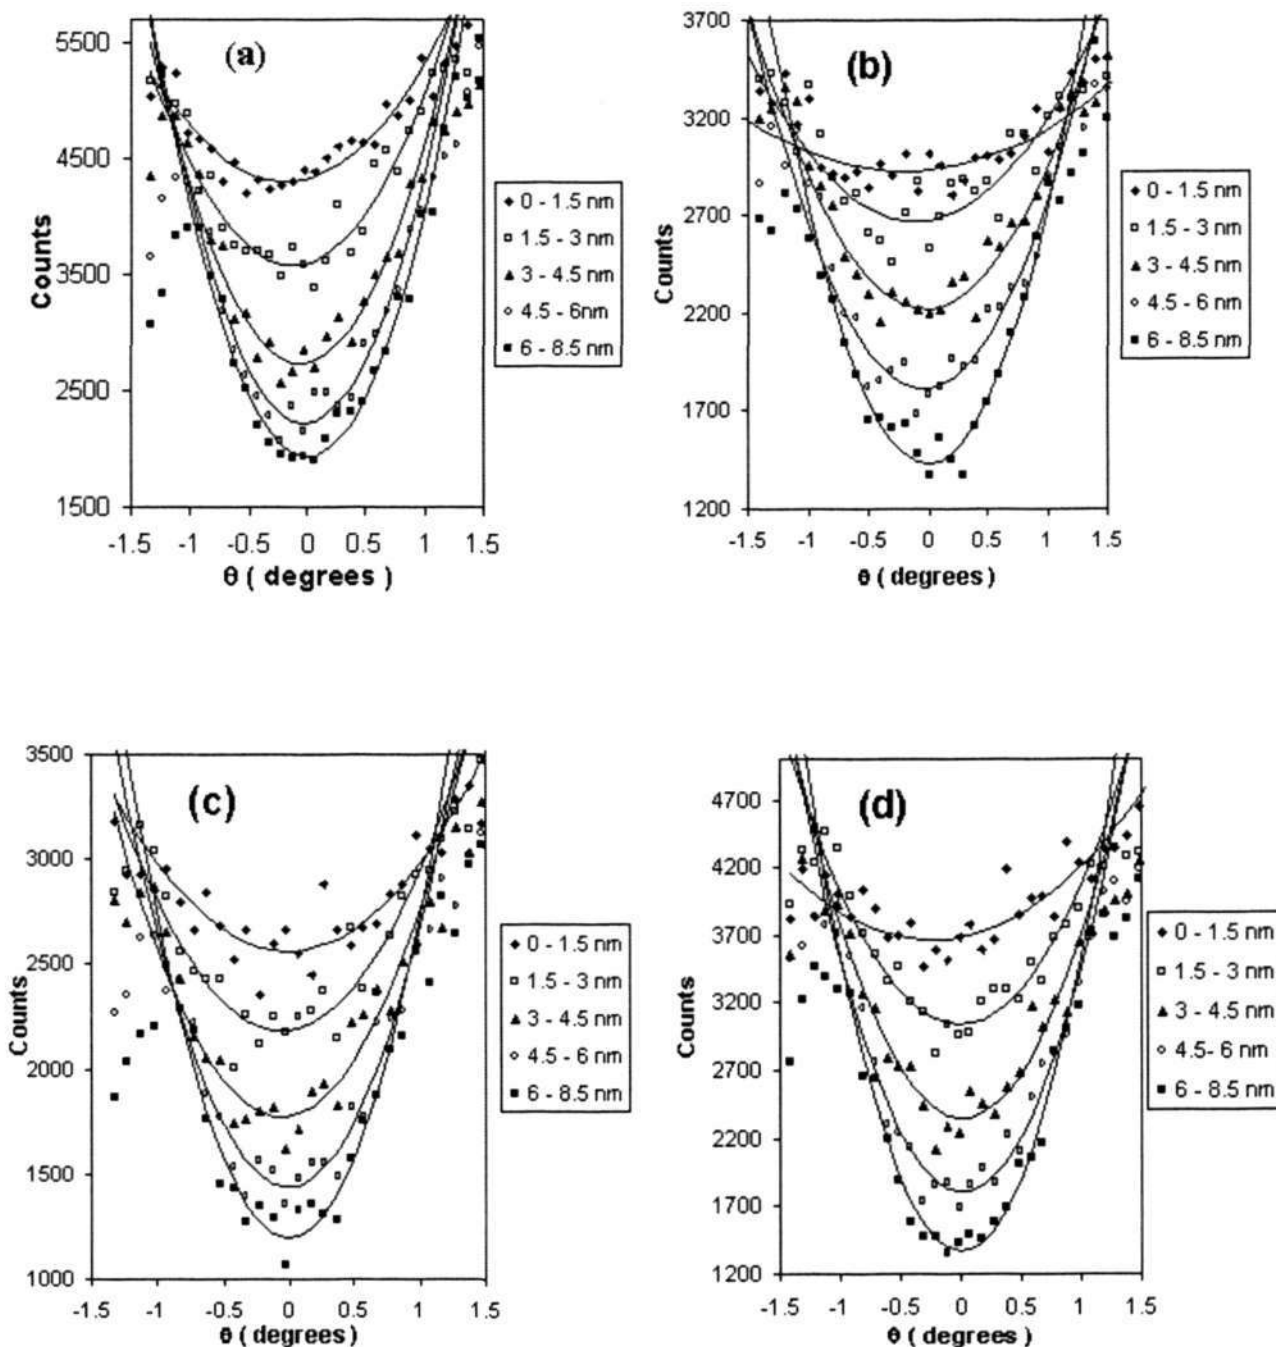 (a)
5500
4500
3500
2500
1500
Counts
-1.5 -1 -0.5 0 0.5 1 1.5
θ ( degrees )
0 - 1.5 nm
1.5 - 3 nm
3 - 4.5 nm
4.5 - 6nm
6 - 8.5 nm
(b)
3700
3200
2700
2200
1700
1200
Counts
-1.5 -1 -0.5 0 0.5 1 1.5
θ (degrees)
0 - 1.5 nm
1.5 - 3 nm
3 - 4.5 nm
4.5 - 6 nm
6 - 8.5 nm
(c)
3500
3000
2500
2000
1500
1000
Counts
-1.5 -1 -0.5 0 0.5 1 1.5
θ ( degrees)
0 - 1.5 nm
1.5 - 3 nm
3 - 4.5 nm
4.5 - 6 nm
6 - 8.5 nm
(d)
4700
4200
3700
3200
2700
2200
1700
1200
Counts
-1.5 -1 -0.5 0 0.5 1 1.5
θ ( degrees)
0 - 1.5 nm
1.5 - 3 nm
3 - 4.5 nm
4.5- 6 nm
6 - 8.5 nm